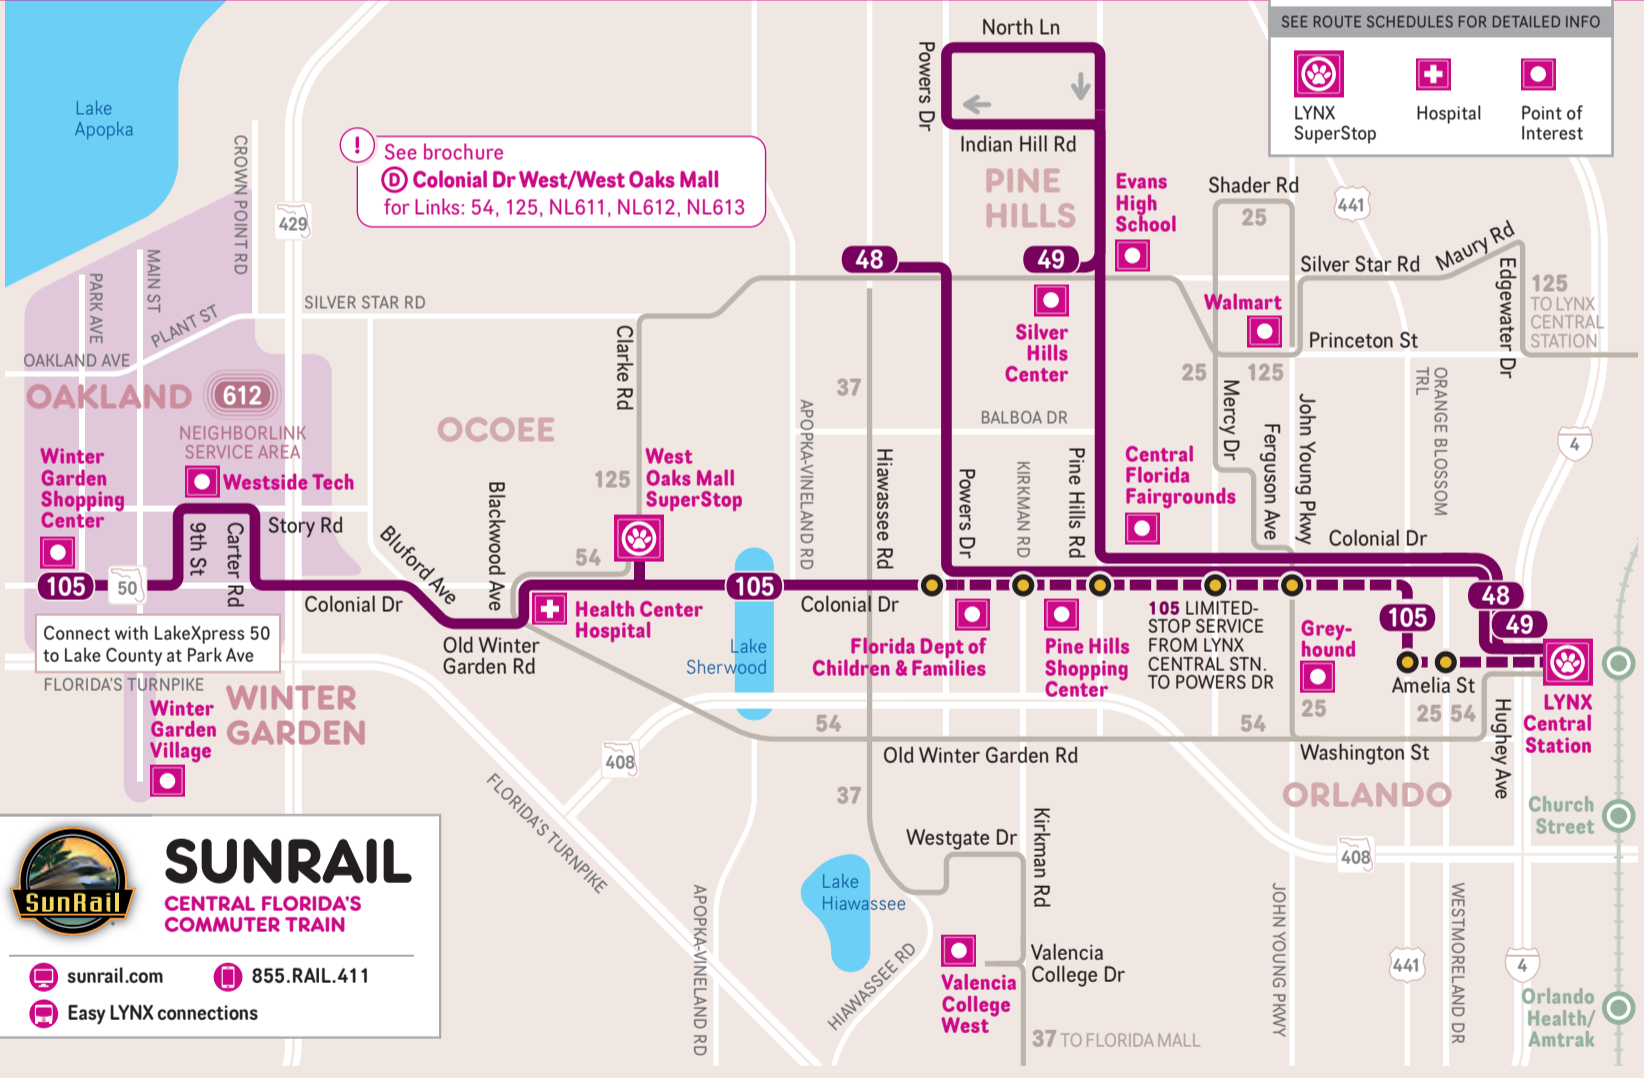 North Ln
Powers Dr
Indian Hill Rd
SEE ROUTE SCHEDULES FOR DETAILED INFO
LYNX
SuperStop
Hospital
Point of
Interest
Lake
Apopka
CROWN POINT RD
429
!
See brochure
D Colonial Dr West/West Oaks Mall
for Links: 54, 125, NL611, NL612, NL613
PINE
HILLS
Evans
High
School
Shader Rd
25
441
48
49
Silver Star Rd
Maury Rd
Edgewater Dr
125
TO LYNX
CENTRAL
STATION
MAIN ST
PARK AVE
PLANT ST
OAKLAND AVE
SILVER STAR RD
Clarke Rd
Silver
Hills
Center
Walmart
Princeton St
25
125
37
OAKLAND
612
NEIGHBORLINK
SERVICE AREA
OCOEE
APOPKA-VINELAND RD
BALBOA DR
Mercy Dr
Ferguson Ave
John Young Pkwy
ORANGE BLOSSOM
TRL
4
Winter
Garden
Shopping
Center
Westside Tech
Story Rd
9th St
Carter Rd
Bluford Ave
Blackwood Ave
125
West
Oaks Mall
SuperStop
54
Hiawassee Rd
Powers Dr
KIRKMAN RD
Pine Hills Rd
Central
Florida
Fairgrounds
Colonial Dr
105
50
Colonial Dr
105
Colonial Dr
48
49
105
Connect with LakeXpress 50
to Lake County at Park Ave
Old Winter
Garden Rd
Health Center
Hospital
Lake
Sherwood
Florida Dept of
Children & Families
Pine Hills
Shopping
Center
105 LIMITED-
STOP SERVICE
FROM LYNX
CENTRAL STN.
TO POWERS DR
Grey-
hound
25
Amelia St
25
54
LYNX
Central
Station
Hughey Ave
FLORIDA'S TURNPIKE
Winter
Garden
Village
WINTER
GARDEN
54
54
Old Winter Garden Rd
Washington St
408
ORLANDO
37
FLORIDA'S TURNPIKE
Church
Street
Westgate Dr
Kirkman Rd
408
SunRail
SUNRAIL
CENTRAL FLORIDA'S
COMMUTER TRAIN
sunrail.com
855.RAIL.411
Easy LYNX connections
Lake
Hiawassee
APOPKA-VINELAND RD
HIAWASSEE RD
Valencia
College
West
Valencia
College Dr
37 TO FLORIDA MALL
JOHN YOUNG PKWY
441
WESTMORELAND DR
4
Orlando
Health/
Amtrak